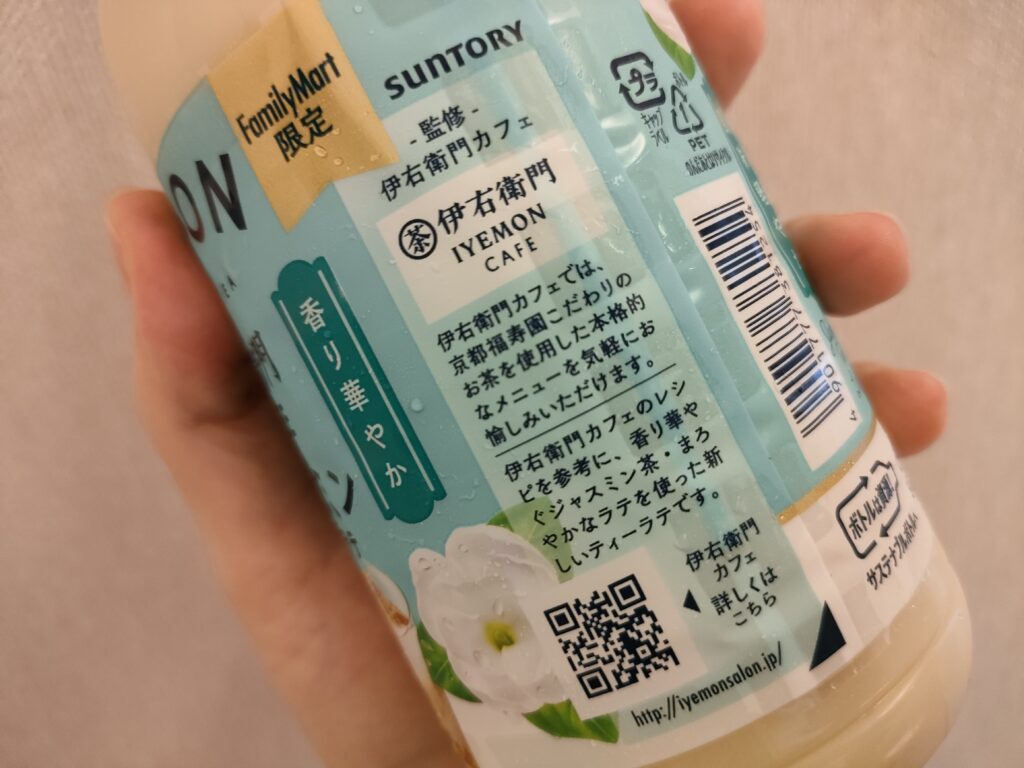 ON
FamilyMart
限定
香り華やか
SUNTORY
- 監修 -
伊右衛門カフェ
茶 伊右衛門
IYEMON
CAFE
伊右衛門カフェでは、
京都福寿園こだわりの
お茶を使用した本格的
なメニューを気軽にお
愉しみいただけます。
伊右衛門カフェのレシ
ピを参考に、香り華や
ぐジャスミン茶・まろ
やかなラテを使った新
しいティーラテです。
伊右衛門
カフェ
詳しくは
こちら
http://iyemonsalon.jp/
プラ
キャップ
ラベル
PET
ボトルは資源!
サステナブルボトルへ